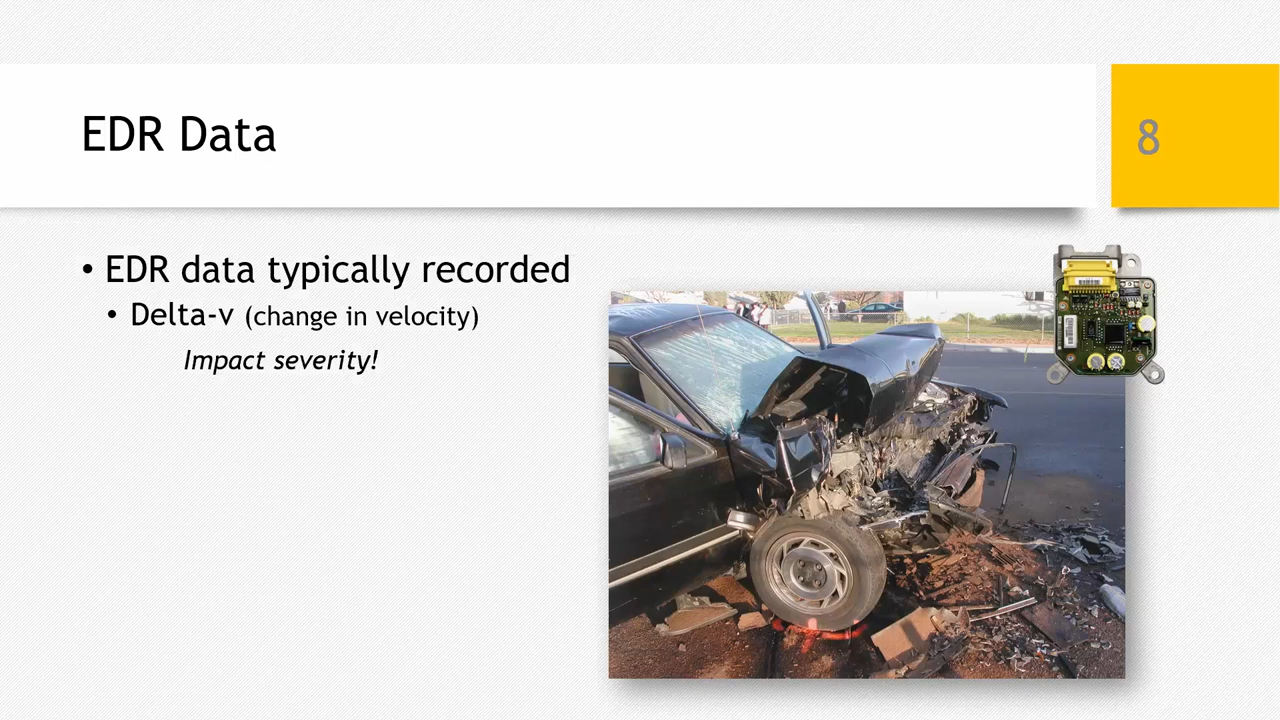 EDR Data
8
• EDR data typically recorded
• Delta-v (change in velocity)
Impact severity!